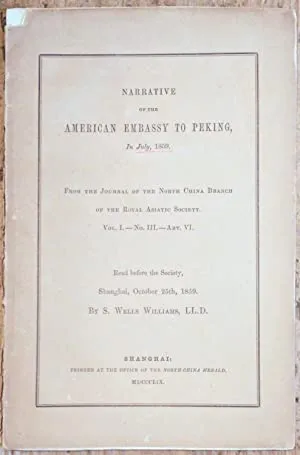 NARRATIVE
OF THE
AMERICAN EMBASSY TO PEKING,
In July, 1859.
FROM THE JOURNAL OF THE NORTH CHINA BRANCH
OF THE ROYAL ASIATIC SOCIETY.
VOL. I.—NO. III.—ART. VI.
Read before the Society,
Shanghai, October 25th, 1859.
BY S. WELLS WILLIAMS, LL.D.
SHANGHAI:
PRINTED AT THE OFFICE OF THE NORTH-CHINA HERALD,
MDCCCLIX.